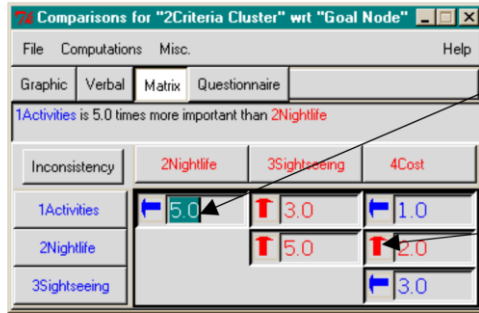 Comparisons for "2Criteria Cluster" wrt "Goal Node"
File Computations Misc. Help
Graphic Verbal Matrix Questionnaire
1Activities is 5.0 times more important than 2Nightlife
Inconsistency 2Nightlife 3Sightseeing 4Cost
1Activities 5.0 3.0 1.0
2Nightlife 5.0 2.0
3Sightseeing 3.0